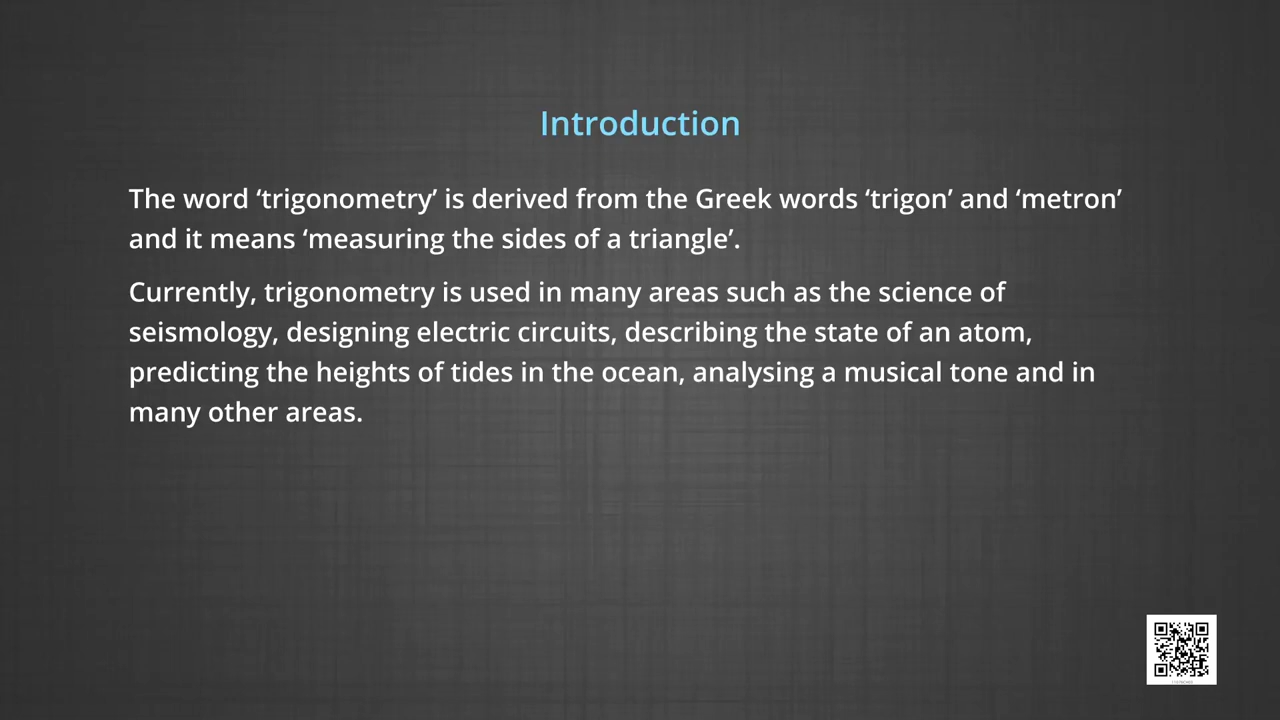 Introduction
The word ‘trigonometry’ is derived from the Greek words ‘trigon’ and ‘metron’
and it means ‘measuring the sides of a triangle’.
Currently, trigonometry is used in many areas such as the science of
seismology, designing electric circuits, describing the state of an atom,
predicting the heights of tides in the ocean, analysing a musical tone and in
many other areas.